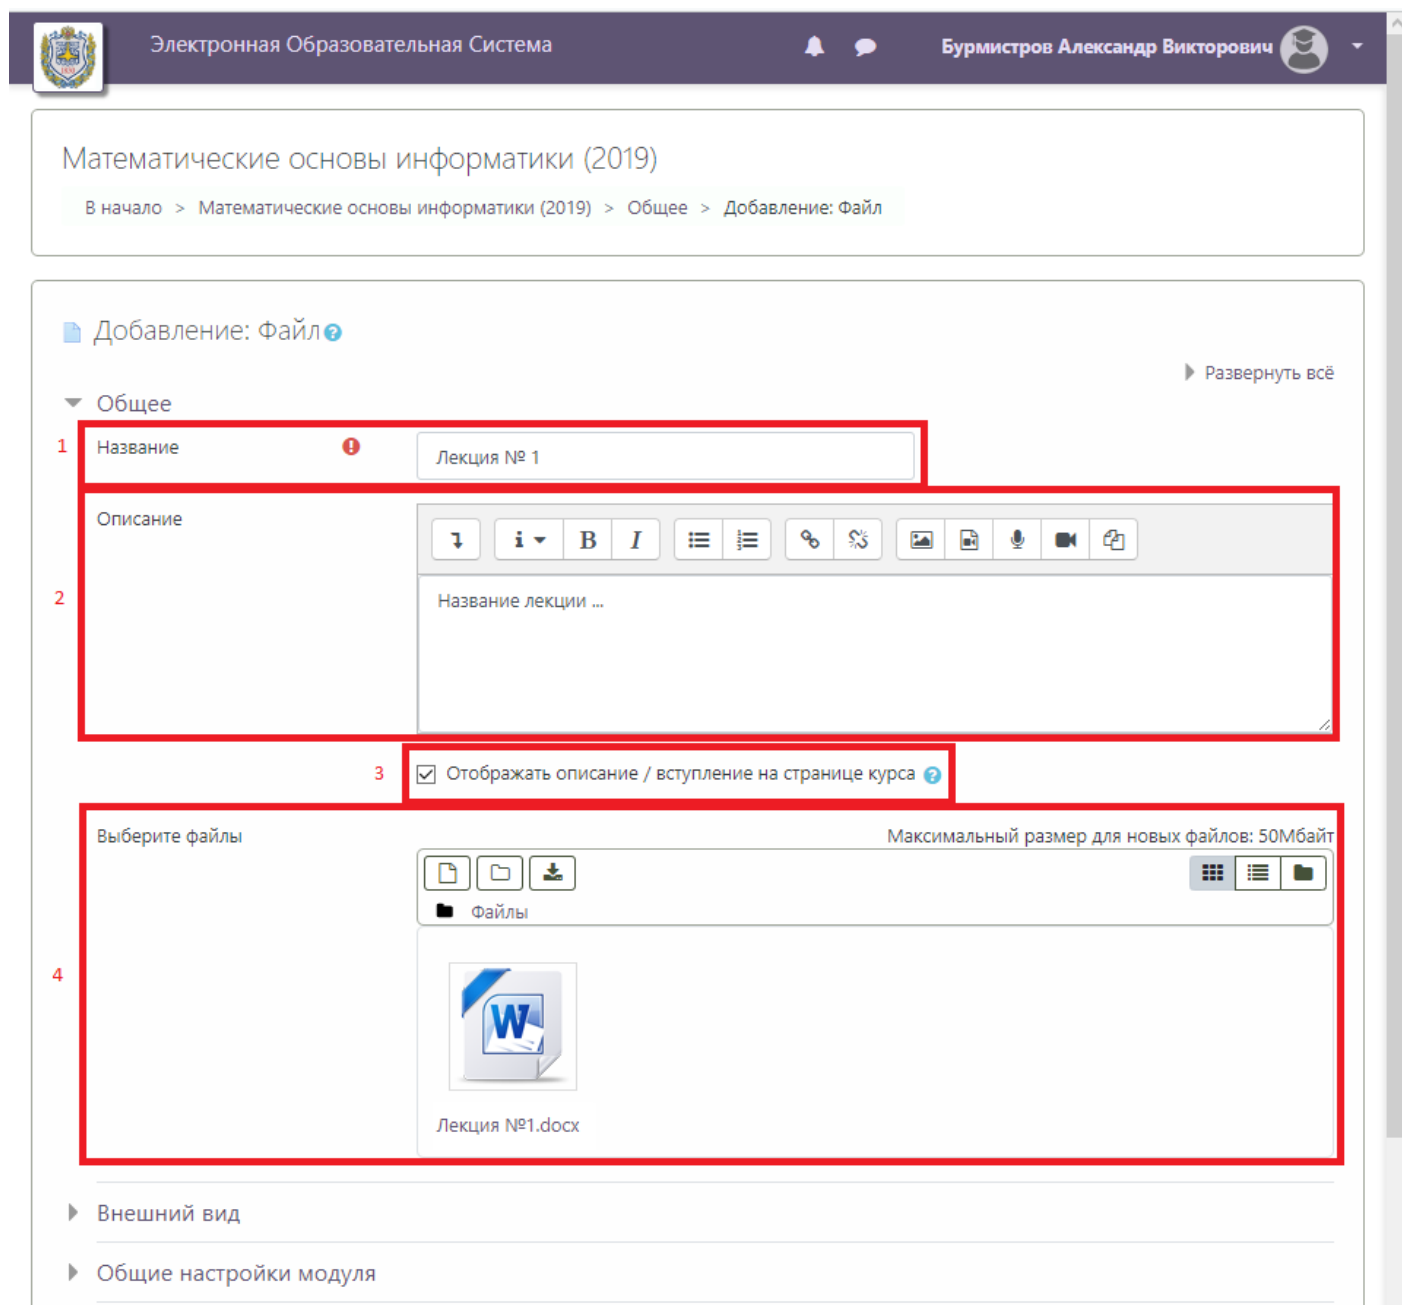 Электронная Образовательная Система
Бурмистров Александр Викторович
Математические основы информатики (2019)
В начало > Математические основы информатики (2019) > Общее > Добавление: Файл
Добавление: Файл
Развернуть всё
Общее
1 Название
Лекция № 1
Описание
B I
2
Название лекции ...
3 Отображать описание / вступление на странице курса
Выберите файлы Максимальный размер для новых файлов: 50Мбайт
Файлы
4
W
Лекция №1.docx
Внешний вид
Общие настройки модуля